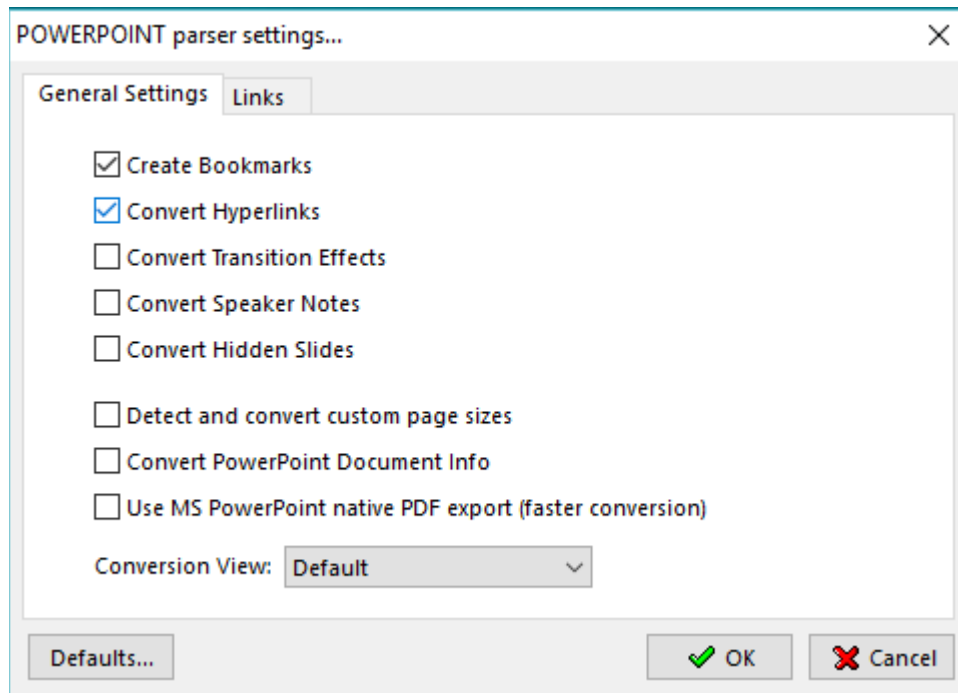 POWERPOINT parser settings...
General Settings
Links
Create Bookmarks
Convert Hyperlinks
Convert Transition Effects
Convert Speaker Notes
Convert Hidden Slides
Detect and convert custom page sizes
Convert PowerPoint Document Info
Use MS PowerPoint native PDF export (faster conversion)
Conversion View: Default
Defaults... OK Cancel